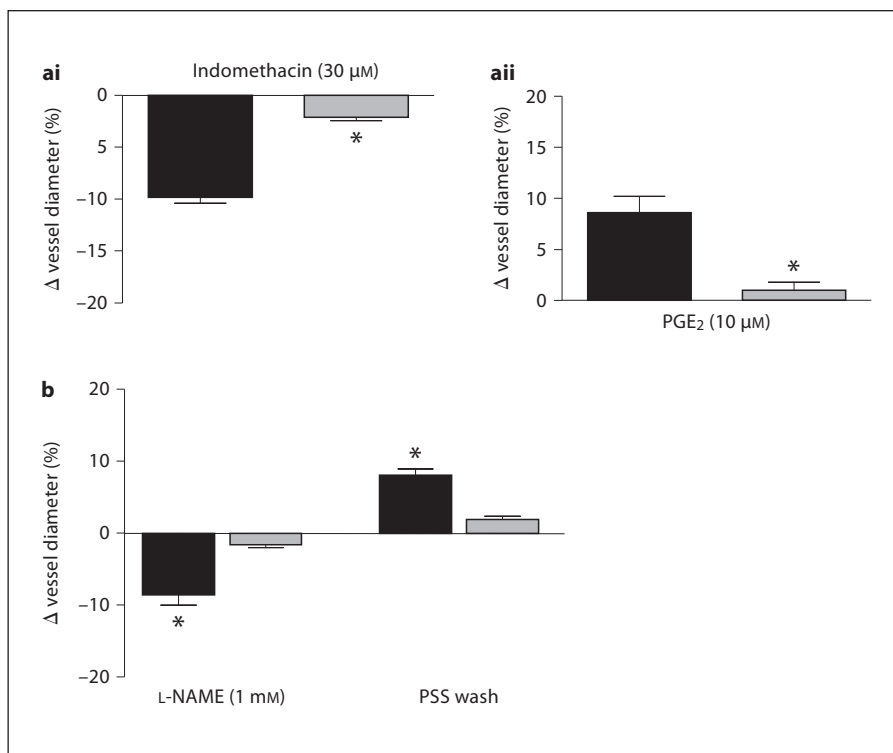 ai
Indomethacin (30 µM)
0
5
–10
–15
–20
Δ vessel diameter (%)
*
aii
20
15
10
5
0
Δ vessel diameter (%)
*
PGE₂ (10 µM)
b
20
10
0
–10
–20
Δ vessel diameter (%)
*
*
L-NAME (1 mM)
PSS wash